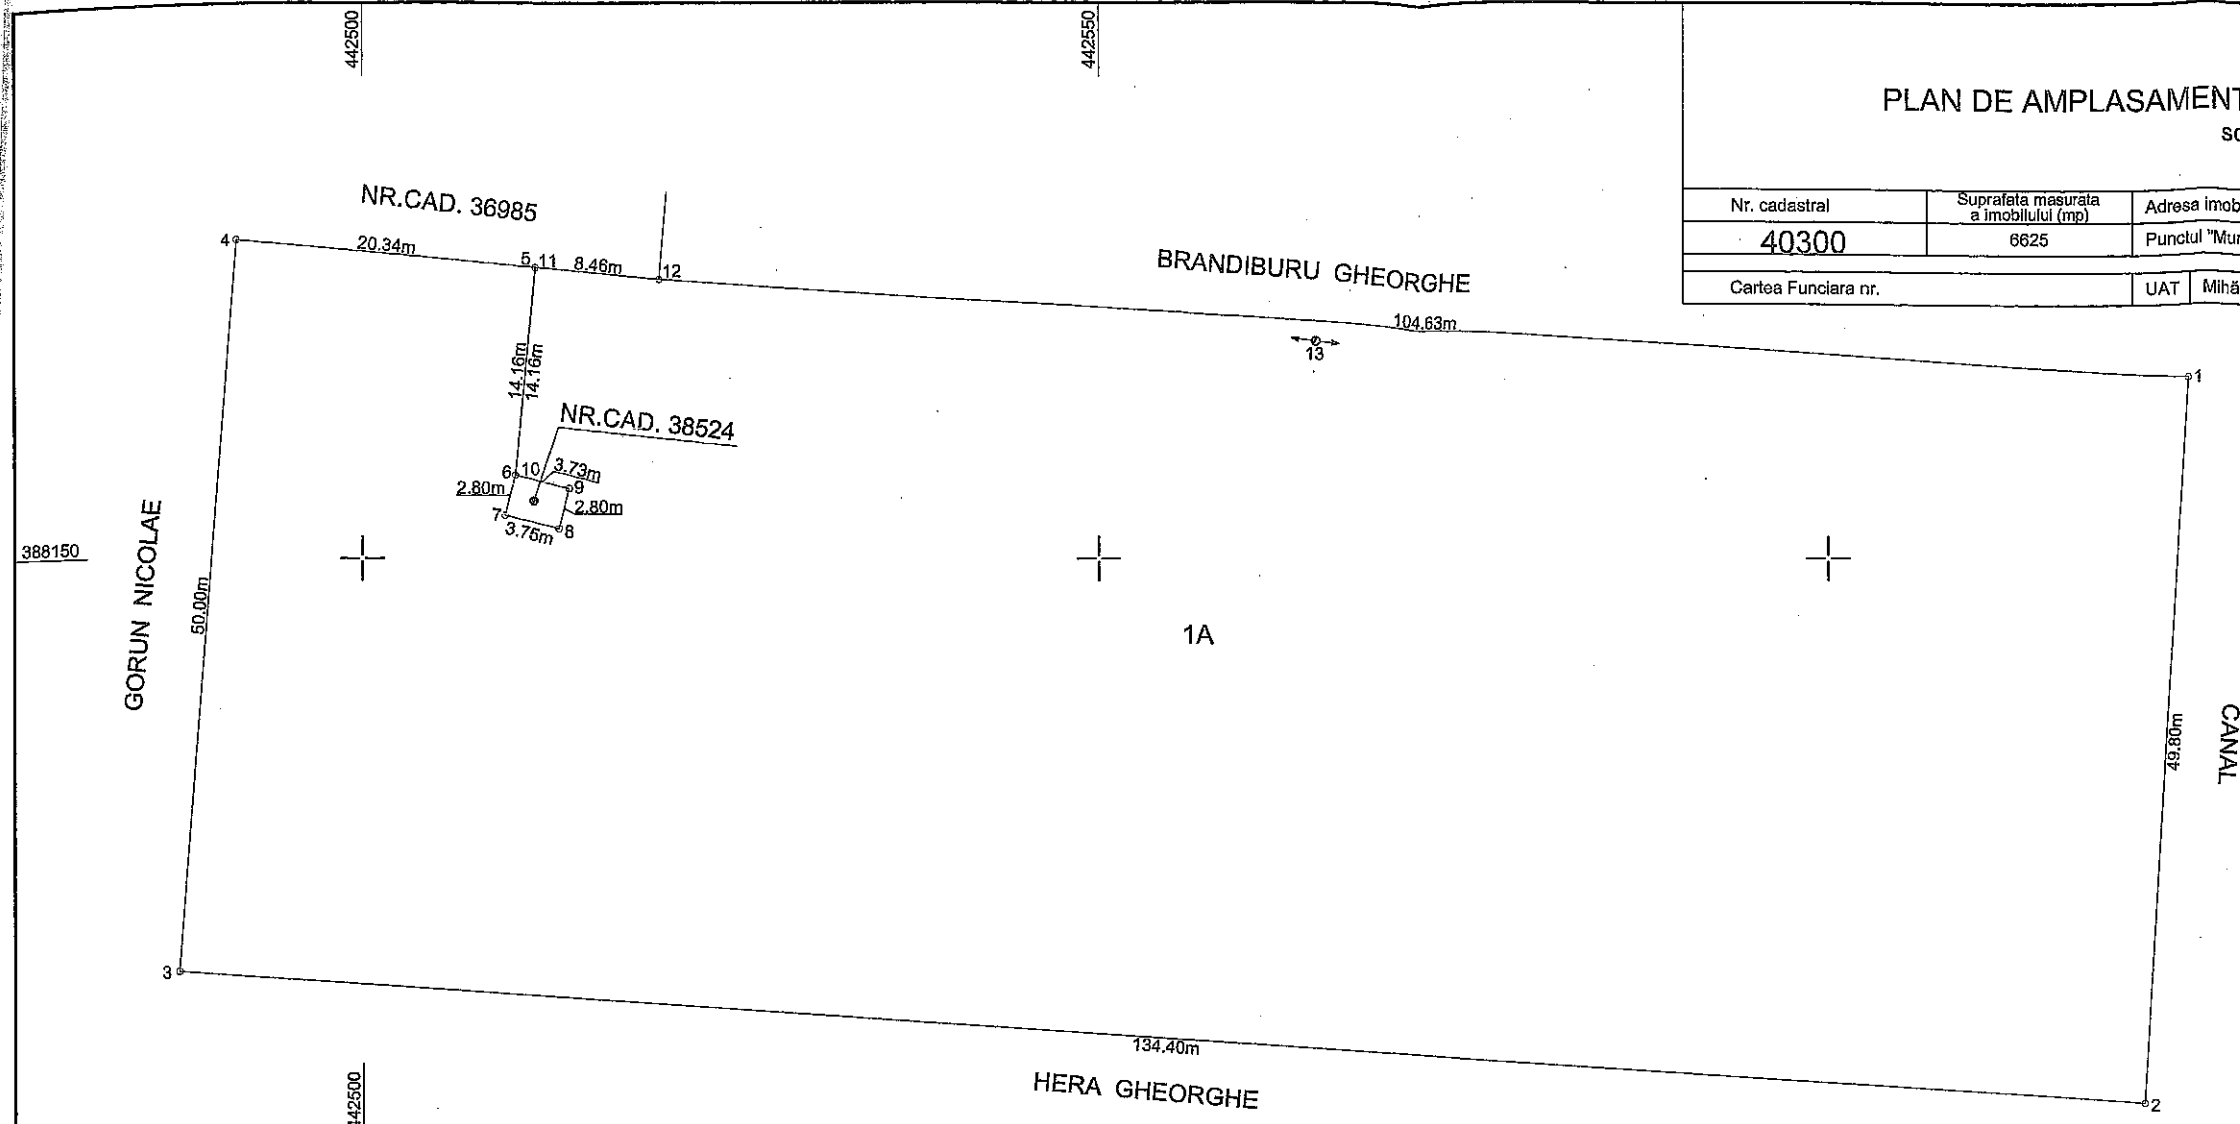 442500
442550
PLAN DE AMPLASAMENT
Nr. cadastral
Suprafata masurata
a imobilului (mp)
Adresa imob
40300
6625
Punctul "Mun
Cartea Funciara nr.
UAT
Mihă
NR.CAD. 36985
4
20.34m
5
11
8.46m
12
BRANDIBURU GHEORGHE
104.63m
13
1
14.16m
14.16m
NR.CAD. 38524
6
10
3.73m
9
2.80m
2.80m
7
3.75m
8
388150
GORUN NICOLAE
50.00m
1A
49.80m
CANAL
3
134.40m
HERA GHEORGHE
2
442500